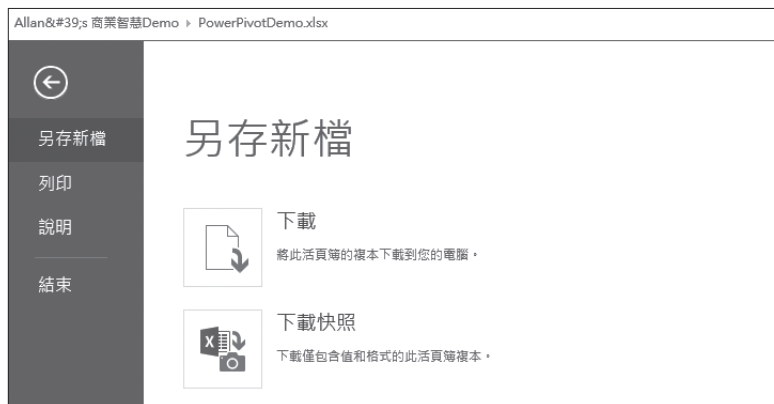 Allan&#39;s 商業智慧Demo ▸ PowerPivotDemo.xlsx
另存新檔
列印
說明
結束
另存新檔
下載
將此活頁簿的複本下載到您的電腦。
下載快照
下載僅包含值和格式的此活頁簿複本。